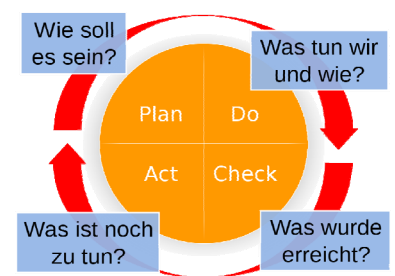 Wie soll
es sein?
Was tun wir
und wie?
Plan
Do
Act
Check
Was ist noch
zu tun?
Was wurde
erreicht?